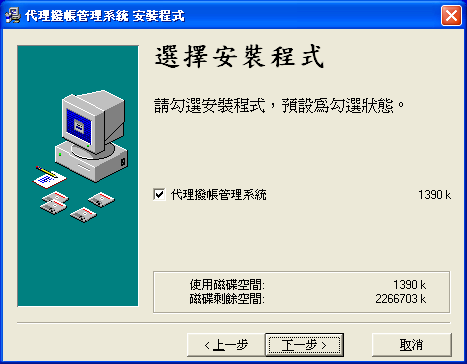 代理撥帳管理系統 安裝程式
選擇安裝程式
請勾選安裝程式，預設為勾選狀態。
代理撥帳管理系統 1390 k
使用磁碟空間: 1390 k
磁碟剩餘空間: 2266703 k
< 上一步 下一步 > 取消